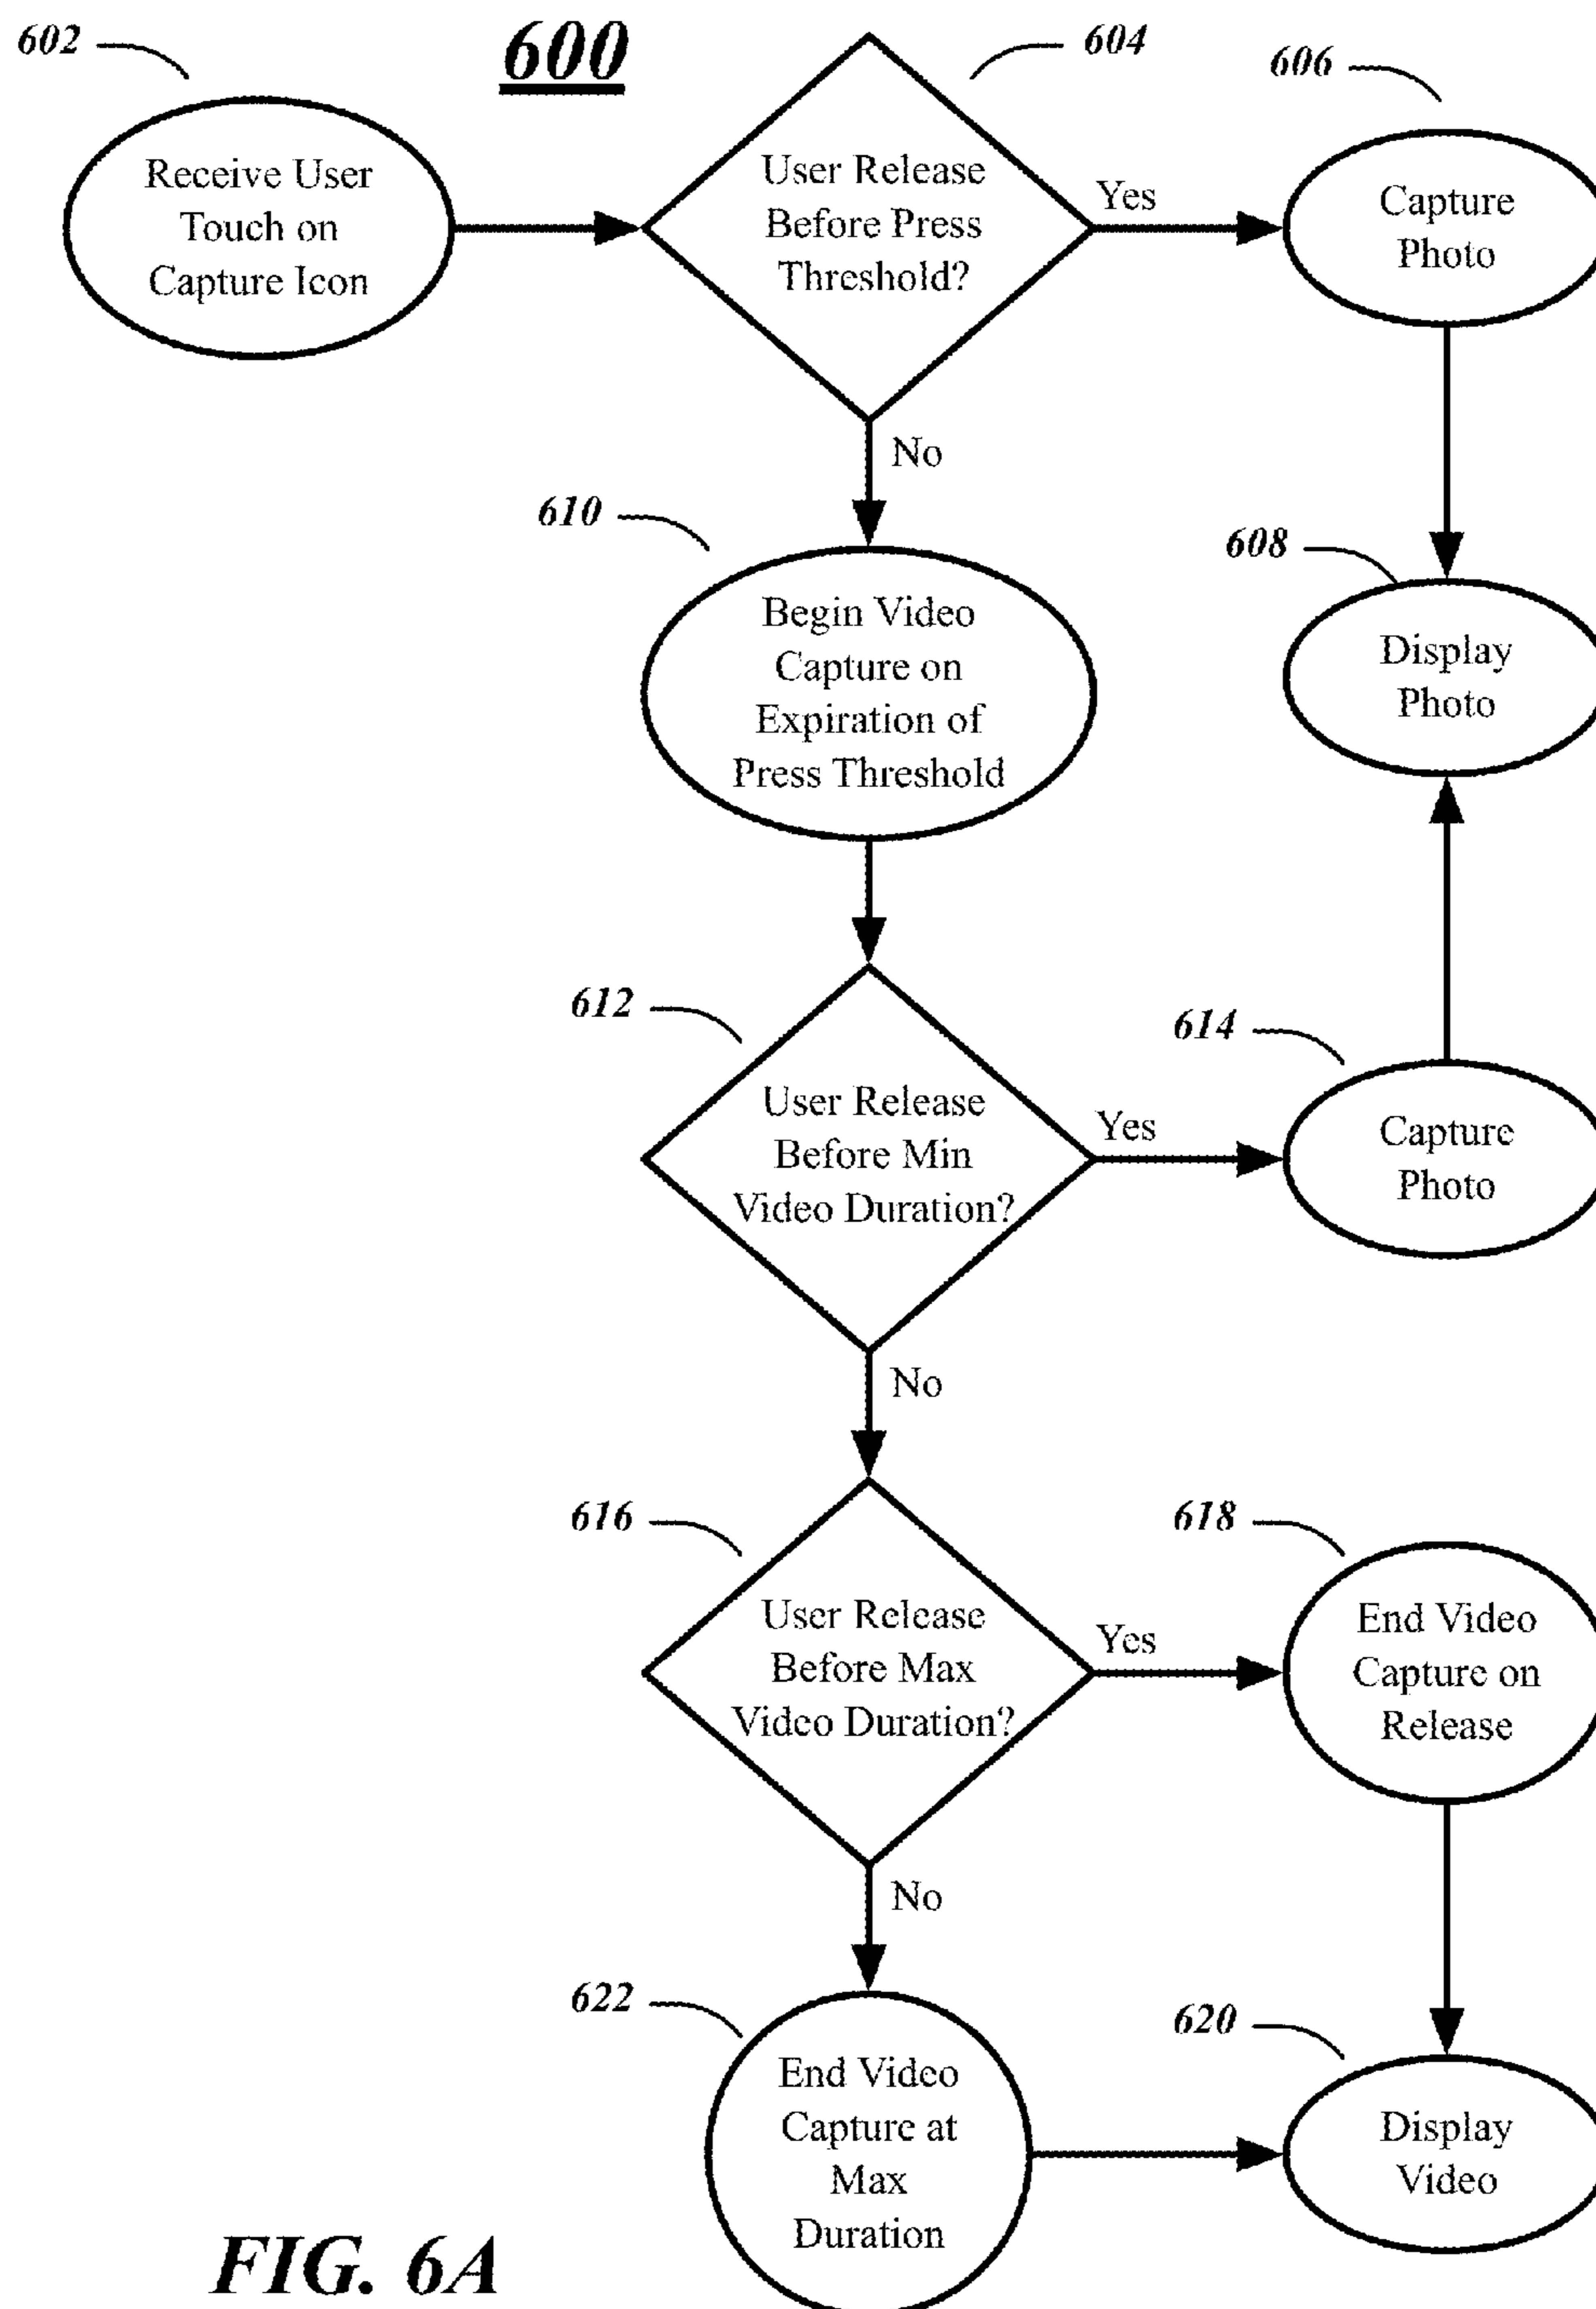 602
600
604
606
Receive User
Touch on
Capture Icon
User Release
Before Press
Threshold?
Yes
Capture
Photo
No
610
608
Begin Video
Capture on
Expiration of
Press Threshold
Display
Photo
612
614
User Release
Before Min
Video Duration?
Yes
Capture
Photo
No
616
618
User Release
Before Max
Video Duration?
Yes
End Video
Capture on
Release
No
622
620
End Video
Capture at
Max
Duration
Display
Video
FIG. 6A